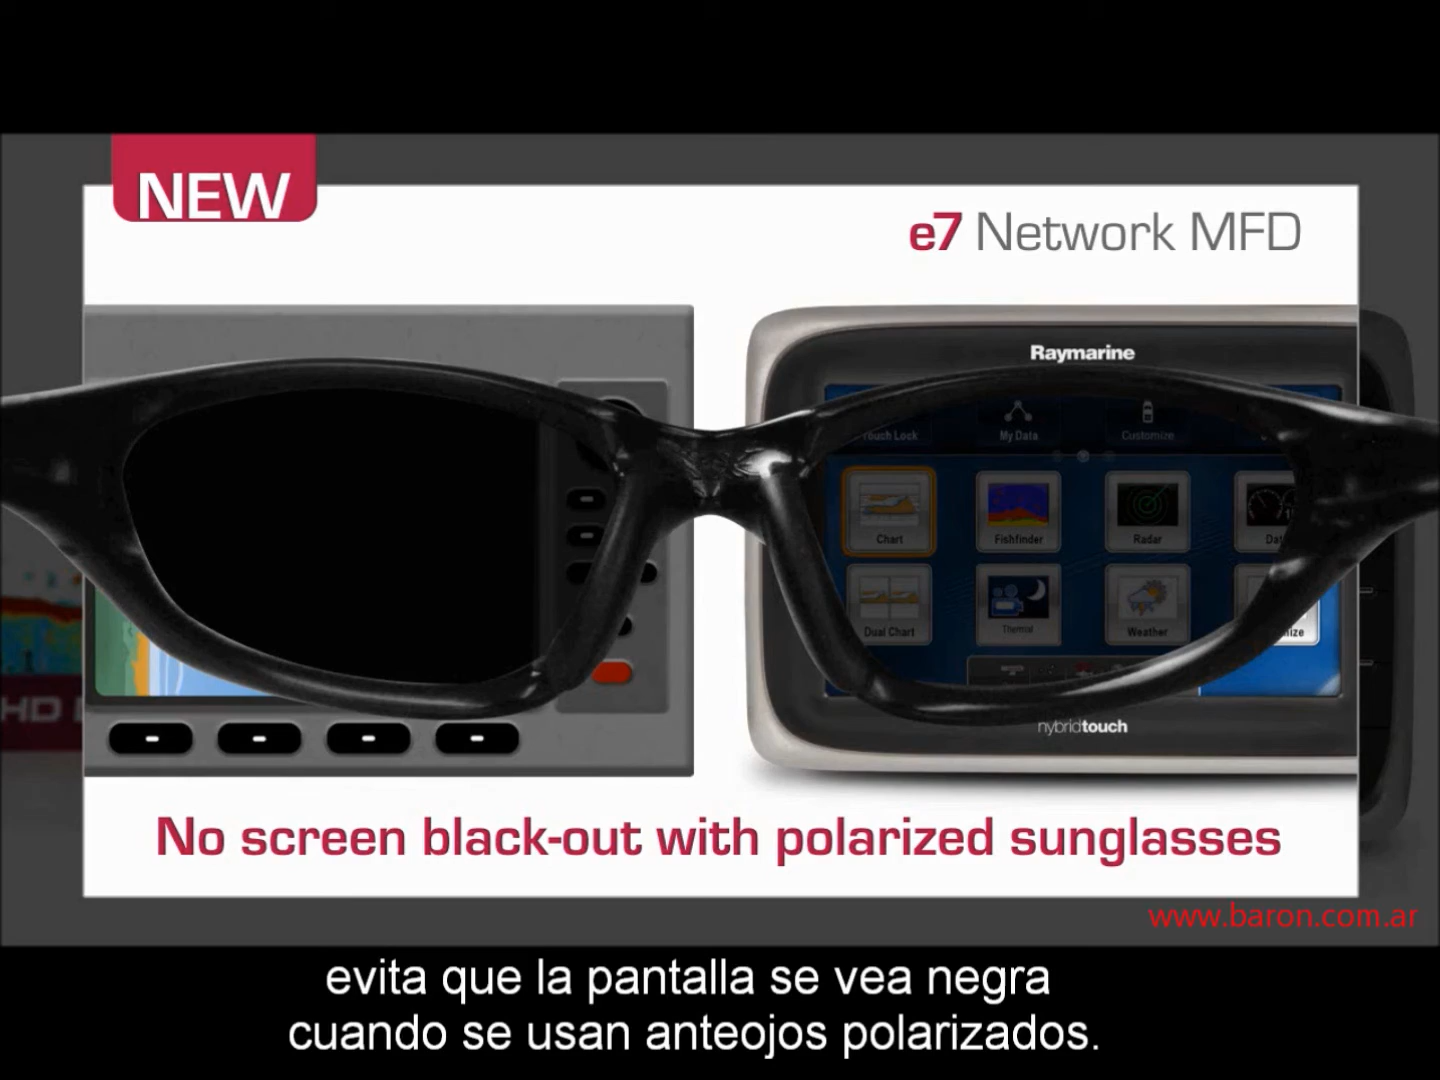 NEW
e7 Network MFD
Raymarine
Touch Lock
My Data
Customize
Chart
Fishfinder
Radar
Dual Chart
Thermal
Weather
hybridtouch
No screen black-out with polarized sunglasses
www.baron.com.ar
evita que la pantalla se vea negra
cuando se usan anteojos polarizados.
HD